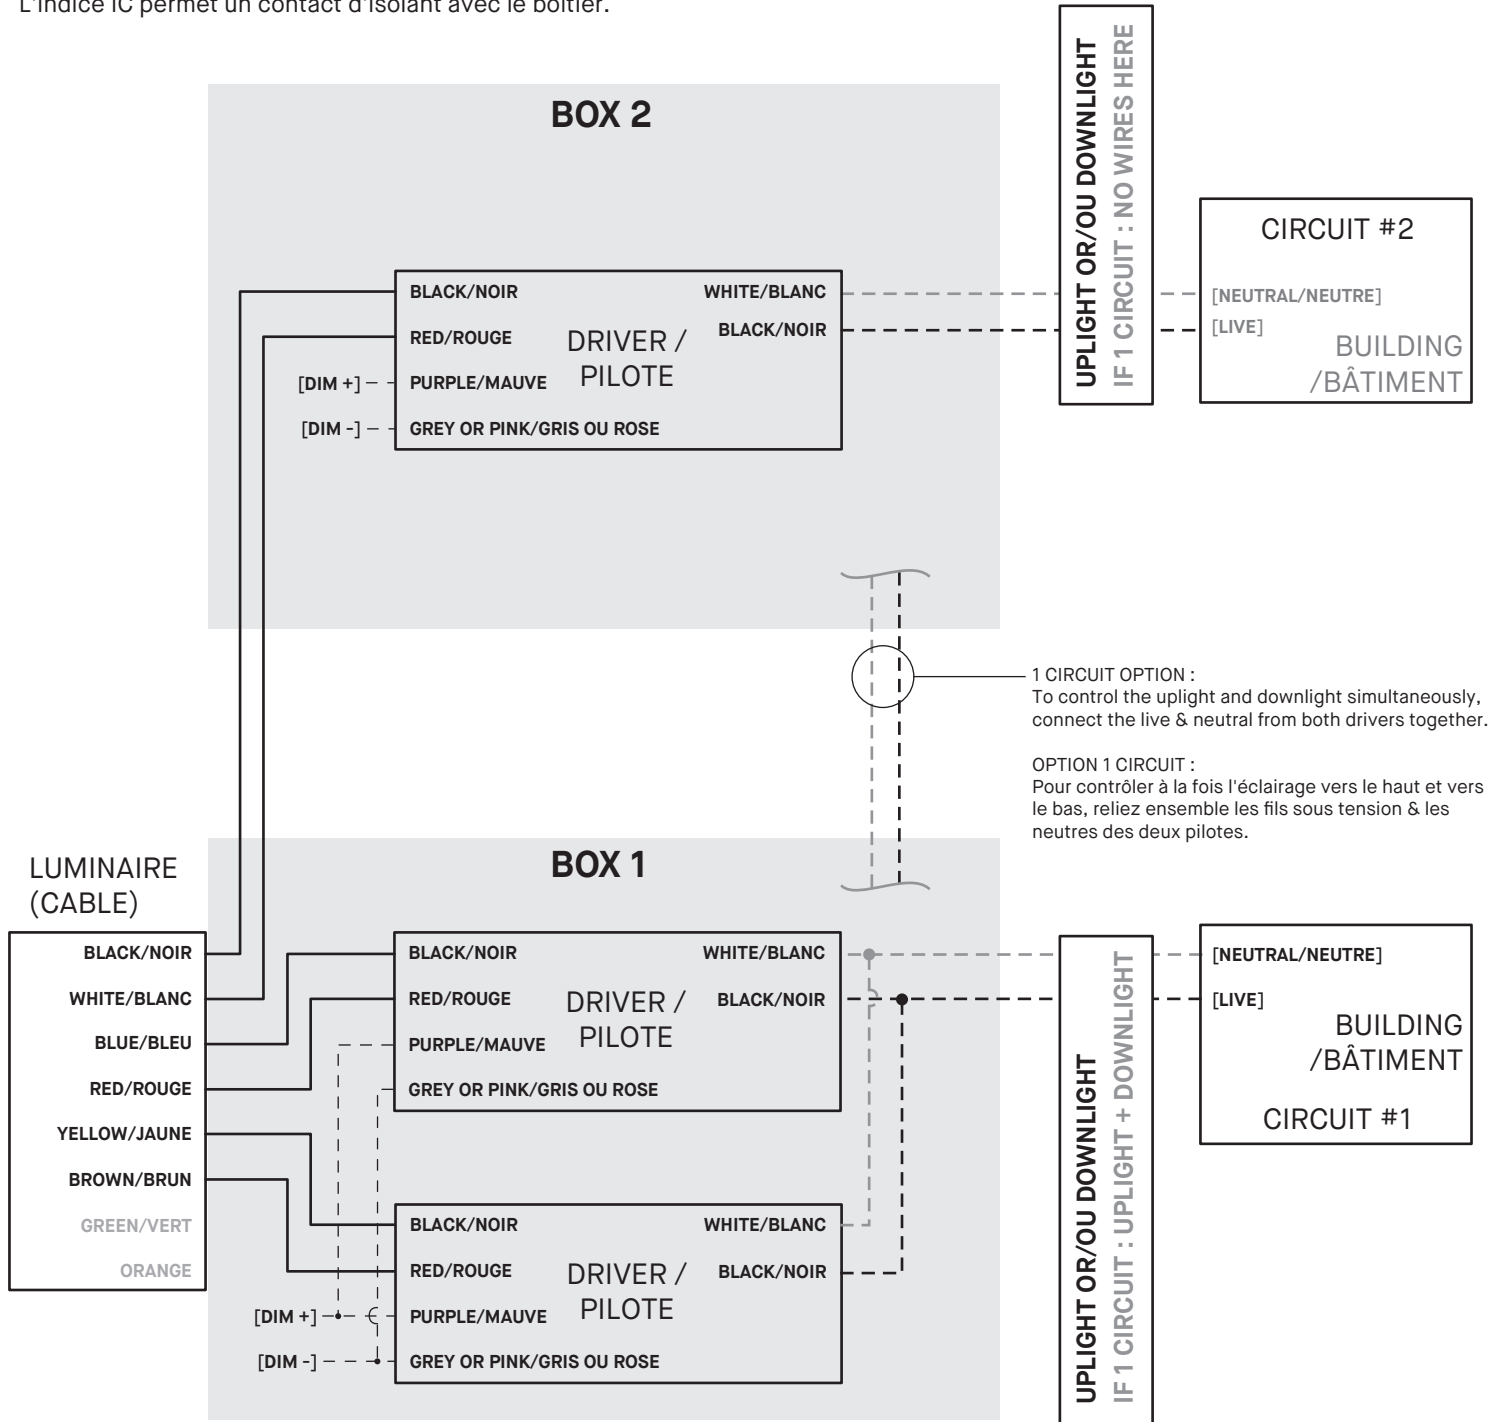 L'indice IC permet un contact d'isolant avec le boîtier.
BOX 2
UPLIGHT OR/OU DOWNLIGHT
IF 1 CIRCUIT : NO WIRES HERE
CIRCUIT #2
[NEUTRAL/NEUTRE]
[LIVE]
BUILDING
/BÂTIMENT
BLACK/NOIR
RED/ROUGE
[DIM +]
PURPLE/MAUVE
[DIM -]
GREY OR PINK/GRIS OU ROSE
DRIVER /
PILOTE
WHITE/BLANC
BLACK/NOIR
1 CIRCUIT OPTION :
To control the uplight and downlight simultaneously,
connect the live & neutral from both drivers together.
OPTION 1 CIRCUIT :
Pour contrôler à la fois l'éclairage vers le haut et vers
le bas, reliez ensemble les fils sous tension & les
neutres des deux pilotes.
BOX 1
LUMINAIRE
(CABLE)
BLACK/NOIR
WHITE/BLANC
BLUE/BLEU
RED/ROUGE
YELLOW/JAUNE
BROWN/BRUN
GREEN/VERT
ORANGE
BLACK/NOIR
RED/ROUGE
PURPLE/MAUVE
GREY OR PINK/GRIS OU ROSE
DRIVER /
PILOTE
WHITE/BLANC
BLACK/NOIR
BLACK/NOIR
RED/ROUGE
[DIM +]
PURPLE/MAUVE
[DIM -]
GREY OR PINK/GRIS OU ROSE
DRIVER /
PILOTE
WHITE/BLANC
BLACK/NOIR
UPLIGHT OR/OU DOWNLIGHT
IF 1 CIRCUIT : UPLIGHT + DOWNLIGHT
[NEUTRAL/NEUTRE]
[LIVE]
BUILDING
/BÂTIMENT
CIRCUIT #1